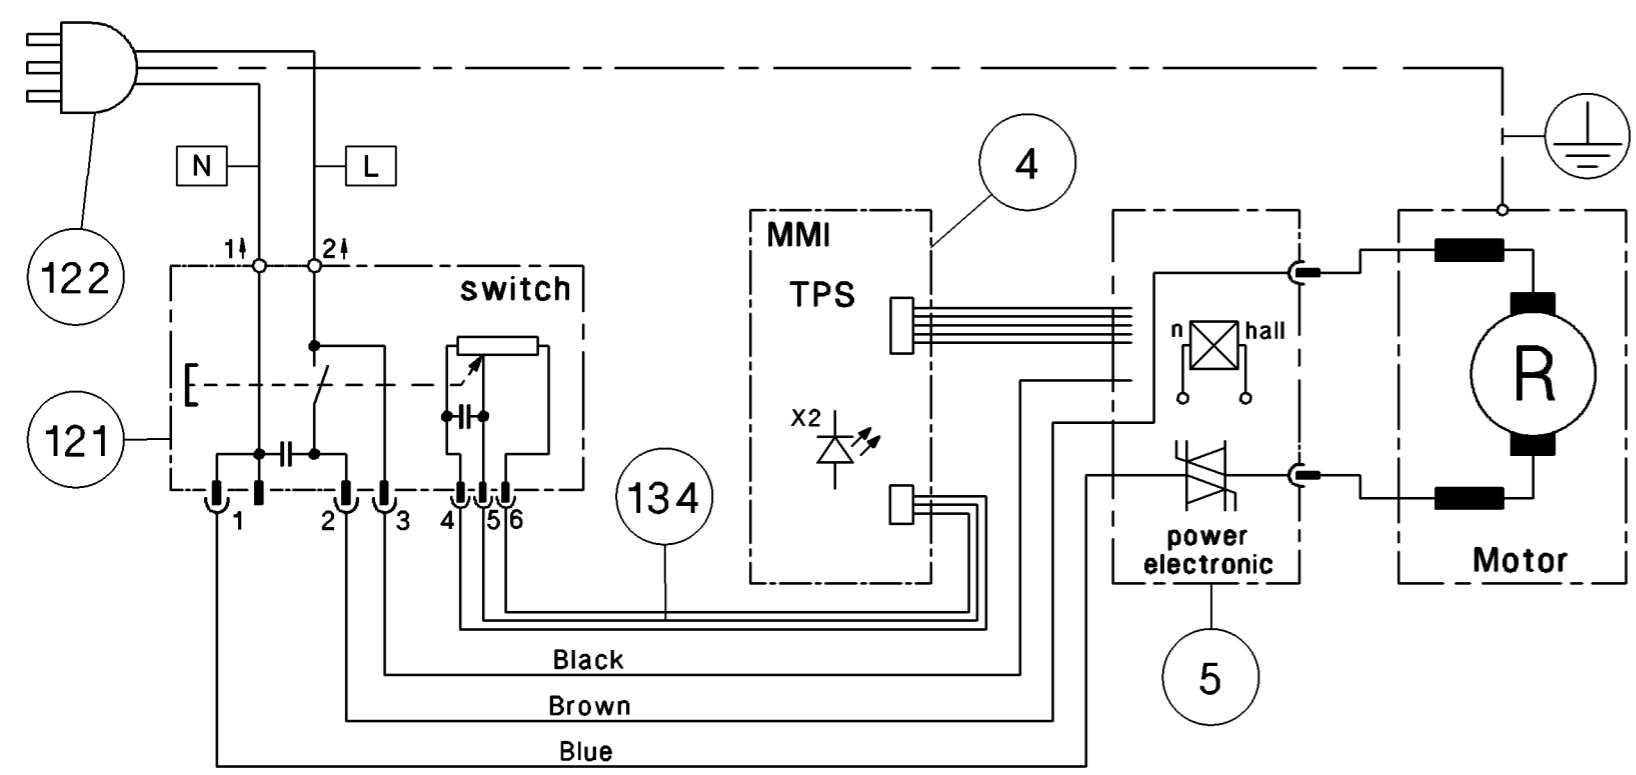 N
L
4
122
1
2
switch
MMI
TPS
n
hall
R
121
X2
134
1
2
3
4
5
6
power
electronic
Motor
5
Black
Brown
Blue